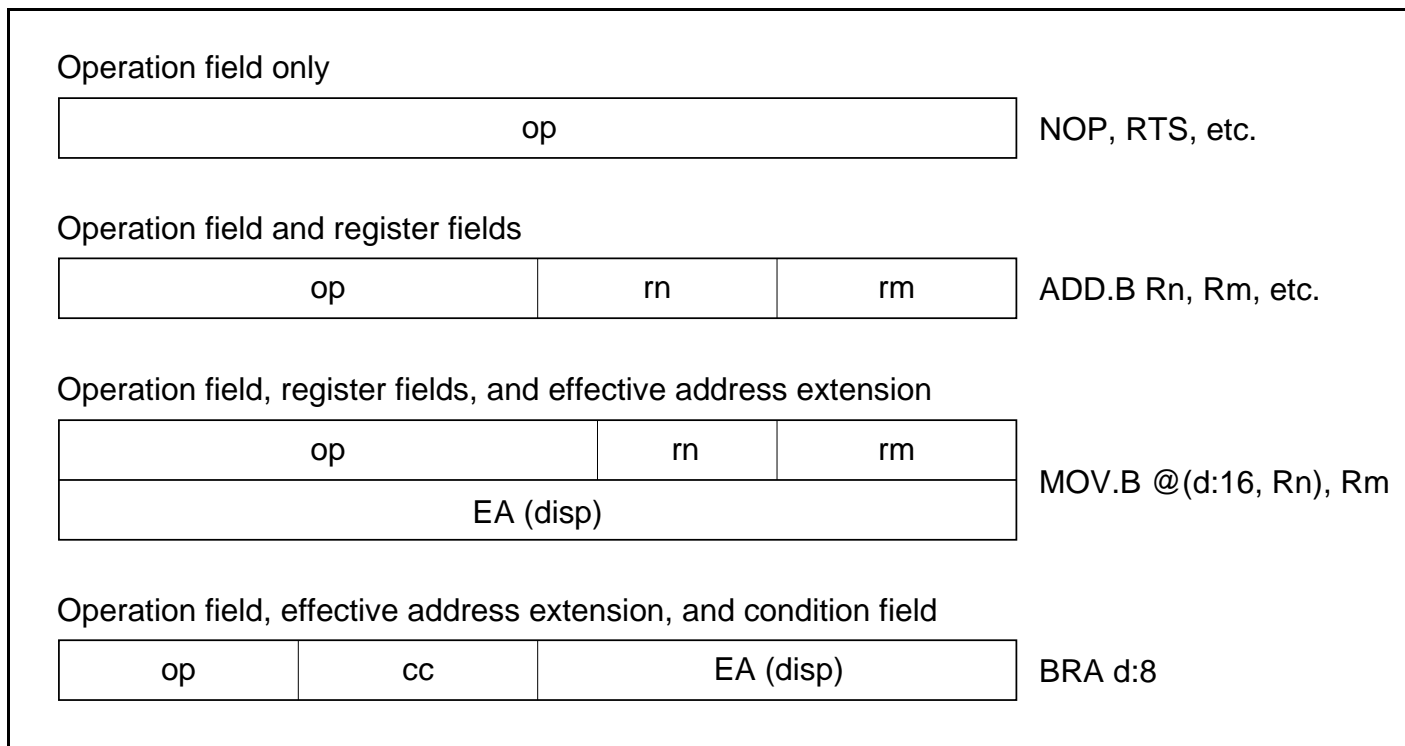 Operation field only
op
NOP, RTS, etc.
Operation field and register fields
op rn rm
ADD.B Rn, Rm, etc.
Operation field, register fields, and effective address extension
op rn rm
EA (disp)
MOV.B @(d:16, Rn), Rm
Operation field, effective address extension, and condition field
op cc EA (disp)
BRA d:8